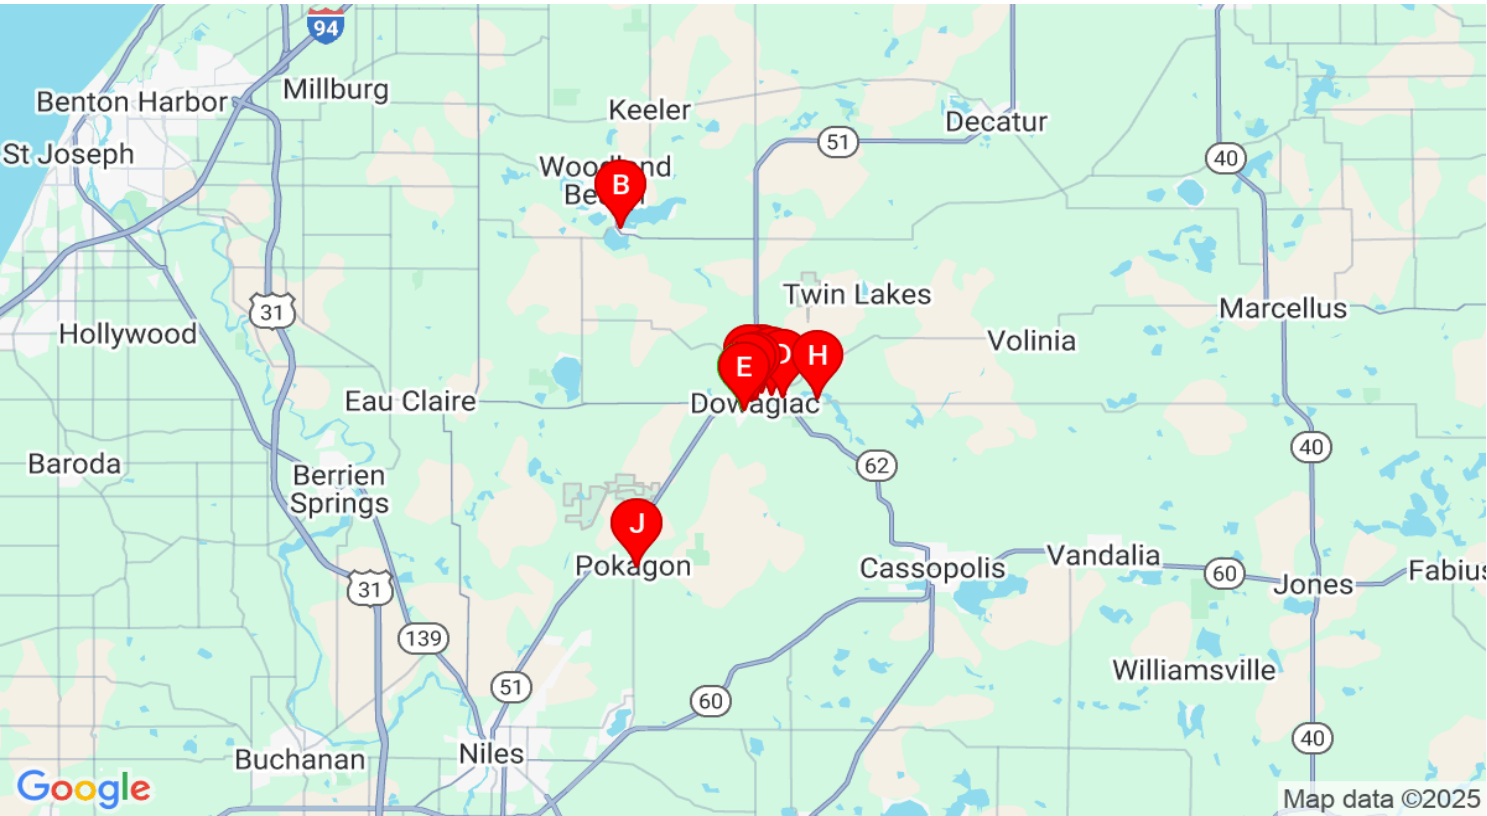 94
Millburg
Benton Harbor
Keeler
Decatur
51
St Joseph
40
Woodland
B
31
Twin Lakes
Marcellus
Hollywood
Volinia
D
H
E
Eau Claire
Dowagiac
40
Baroda
62
Berrien
Springs
J
Pokagon
Cassopolis
Vandalia
60
Jones
Fabius
31
139
Williamsville
51
60
40
Niles
Buchanan
Google
Map data ©2025